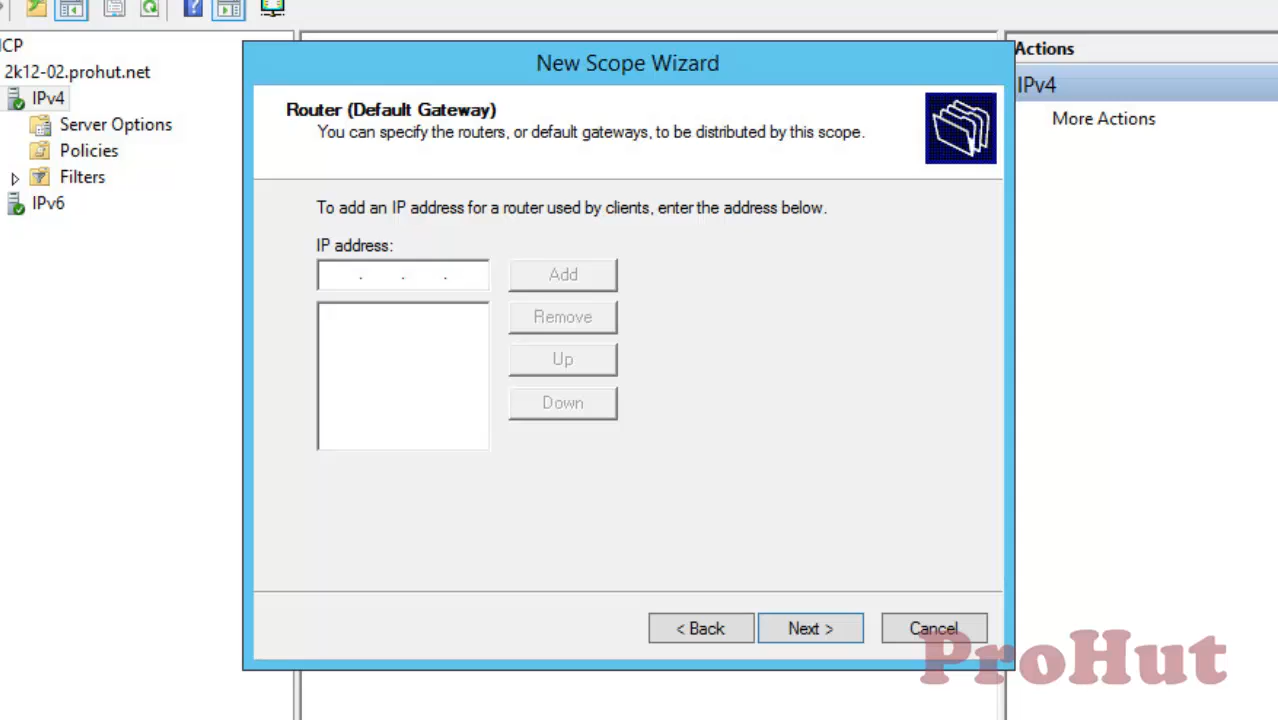 CP
2k12-02.prohut.net
IPv4
Server Options
Policies
Filters
IPv6
New Scope Wizard
Router (Default Gateway)
You can specify the routers, or default gateways, to be distributed by this scope.
To add an IP address for a router used by clients, enter the address below.
IP address:
. . .
Add
Remove
Up
Down
< Back
Next >
Cancel
Actions
IPv4
More Actions
ProHut